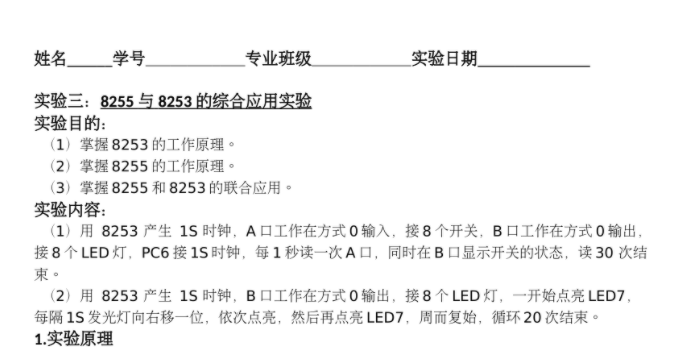 姓名______学号____________专业班级____________实验日期______________
实验三：8255 与 8253 的综合应用实验
实验目的：
（1）掌握 8253 的工作原理。
（2）掌握 8255 的工作原理。
（3）掌握 8255 和 8253 的联合应用。
实验内容：
（1）用 8253 产生 1S 时钟，A 口工作在方式 0 输入，接 8 个开关，B 口工作在方式 0 输出，
接 8 个 LED 灯，PC6 接 1S 时钟，每 1 秒读一次 A 口，同时在 B 口显示开关的状态，读 30 次结
束。
（2）用 8253 产生 1S 时钟，B 口工作在方式 0 输出，接 8 个 LED 灯，一开始点亮 LED7，
每隔 1S 发光灯向右移一位，依次点亮，然后再点亮 LED7，周而复始，循环 20 次结束。
1.实验原理